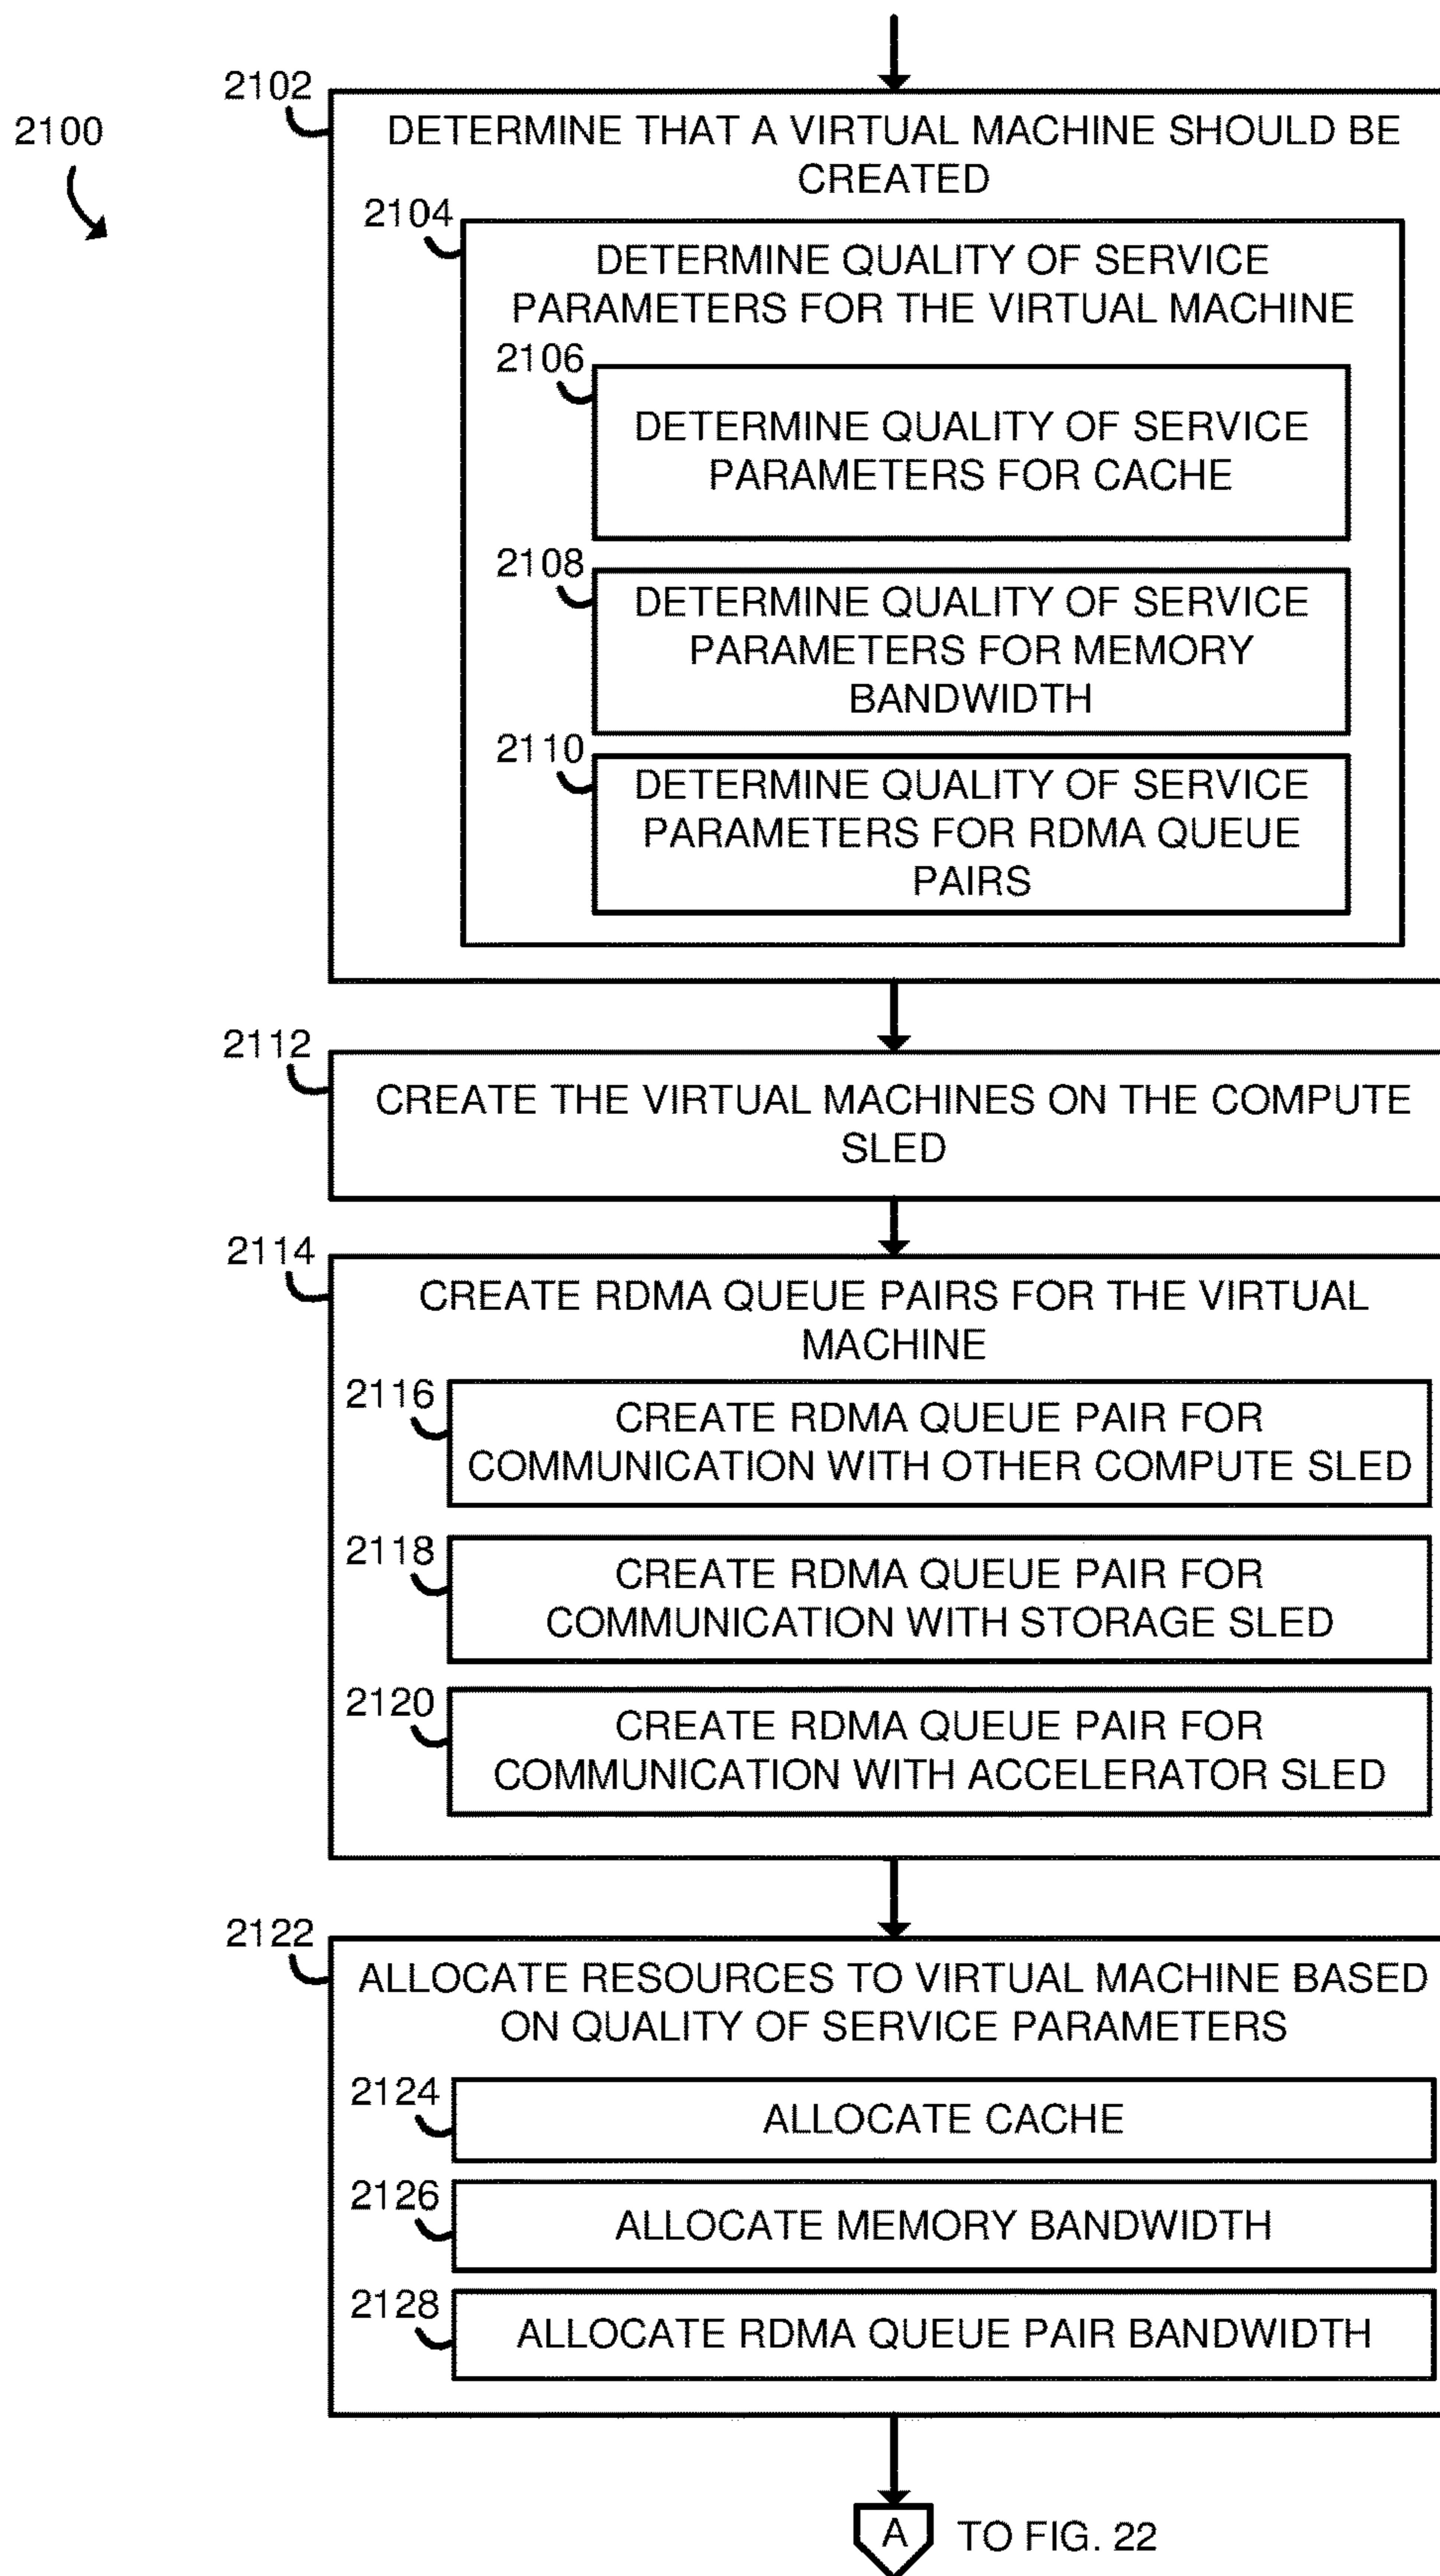 2100
2102
DETERMINE THAT A VIRTUAL MACHINE SHOULD BE
CREATED
2104
DETERMINE QUALITY OF SERVICE
PARAMETERS FOR THE VIRTUAL MACHINE
2106
DETERMINE QUALITY OF SERVICE
PARAMETERS FOR CACHE
2108
DETERMINE QUALITY OF SERVICE
PARAMETERS FOR MEMORY
BANDWIDTH
2110
DETERMINE QUALITY OF SERVICE
PARAMETERS FOR RDMA QUEUE
PAIRS
2112
CREATE THE VIRTUAL MACHINES ON THE COMPUTE
SLED
2114
CREATE RDMA QUEUE PAIRS FOR THE VIRTUAL
MACHINE
2116
CREATE RDMA QUEUE PAIR FOR
COMMUNICATION WITH OTHER COMPUTE SLED
2118
CREATE RDMA QUEUE PAIR FOR
COMMUNICATION WITH STORAGE SLED
2120
CREATE RDMA QUEUE PAIR FOR
COMMUNICATION WITH ACCELERATOR SLED
2122
ALLOCATE RESOURCES TO VIRTUAL MACHINE BASED
ON QUALITY OF SERVICE PARAMETERS
2124
ALLOCATE CACHE
2126
ALLOCATE MEMORY BANDWIDTH
2128
ALLOCATE RDMA QUEUE PAIR BANDWIDTH
A TO FIG. 22